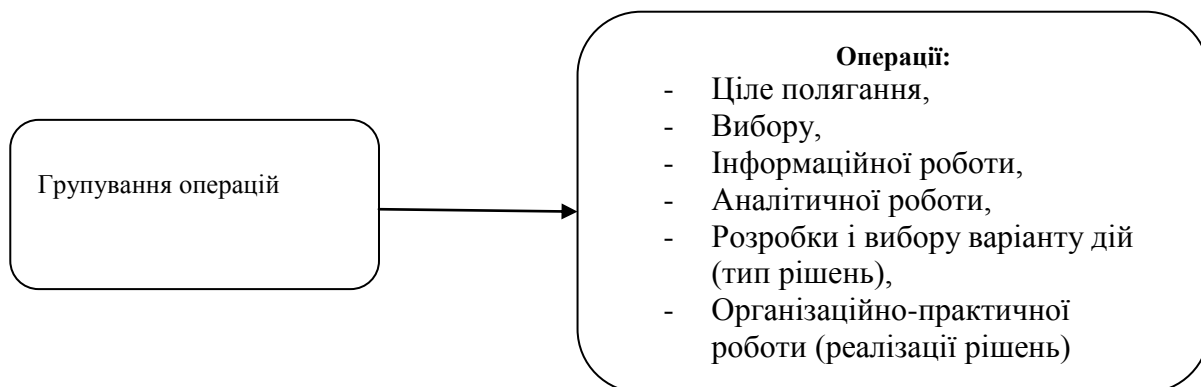 Групування операцій
Операції:
- Ціле полягання,
- Вибору,
- Інформаційної роботи,
- Аналітичної роботи,
- Розробки і вибору варіанту дій
(тип рішень),
- Організаційно-практичної
роботи (реалізації рішень)